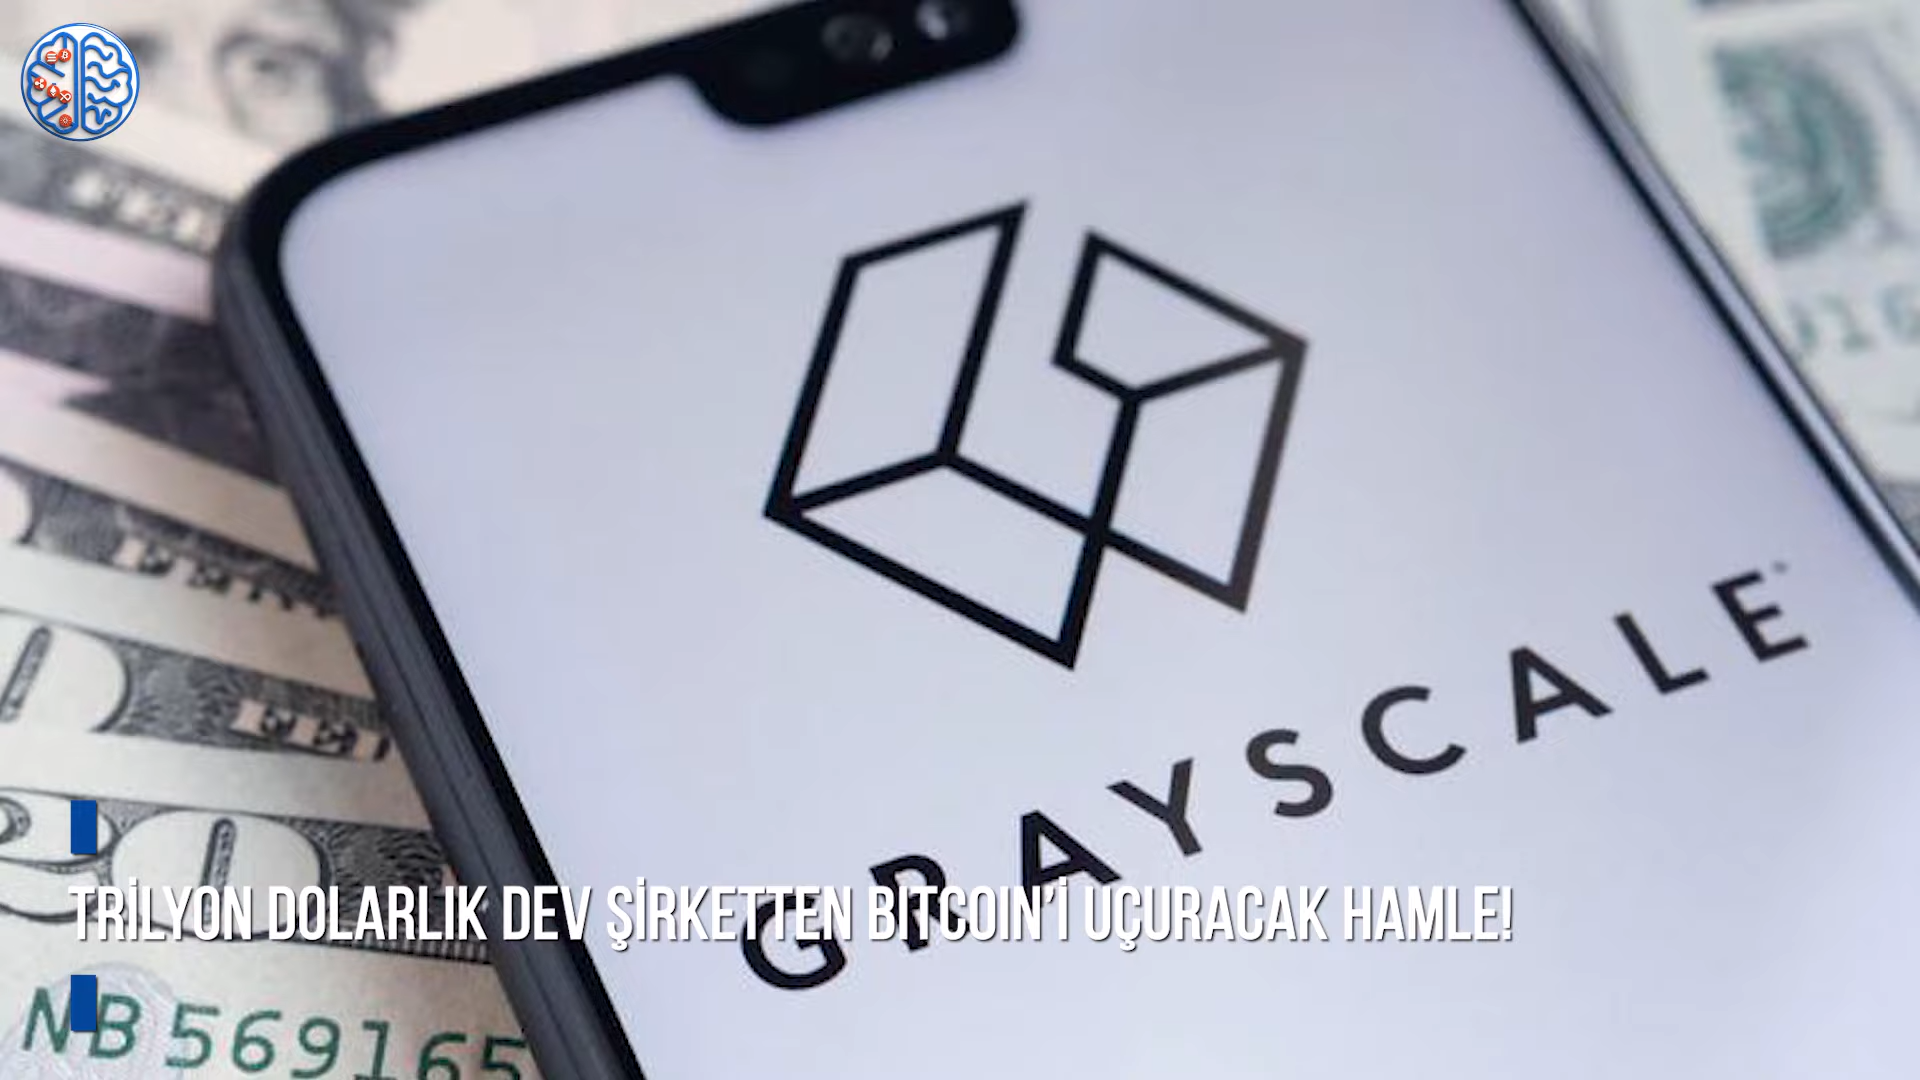 GRAYSCALE
TRİLYON DOLARLIK DEV ŞİRKETTEN BITCOIN'İ UÇURACAK HAMLE!
NB 569165